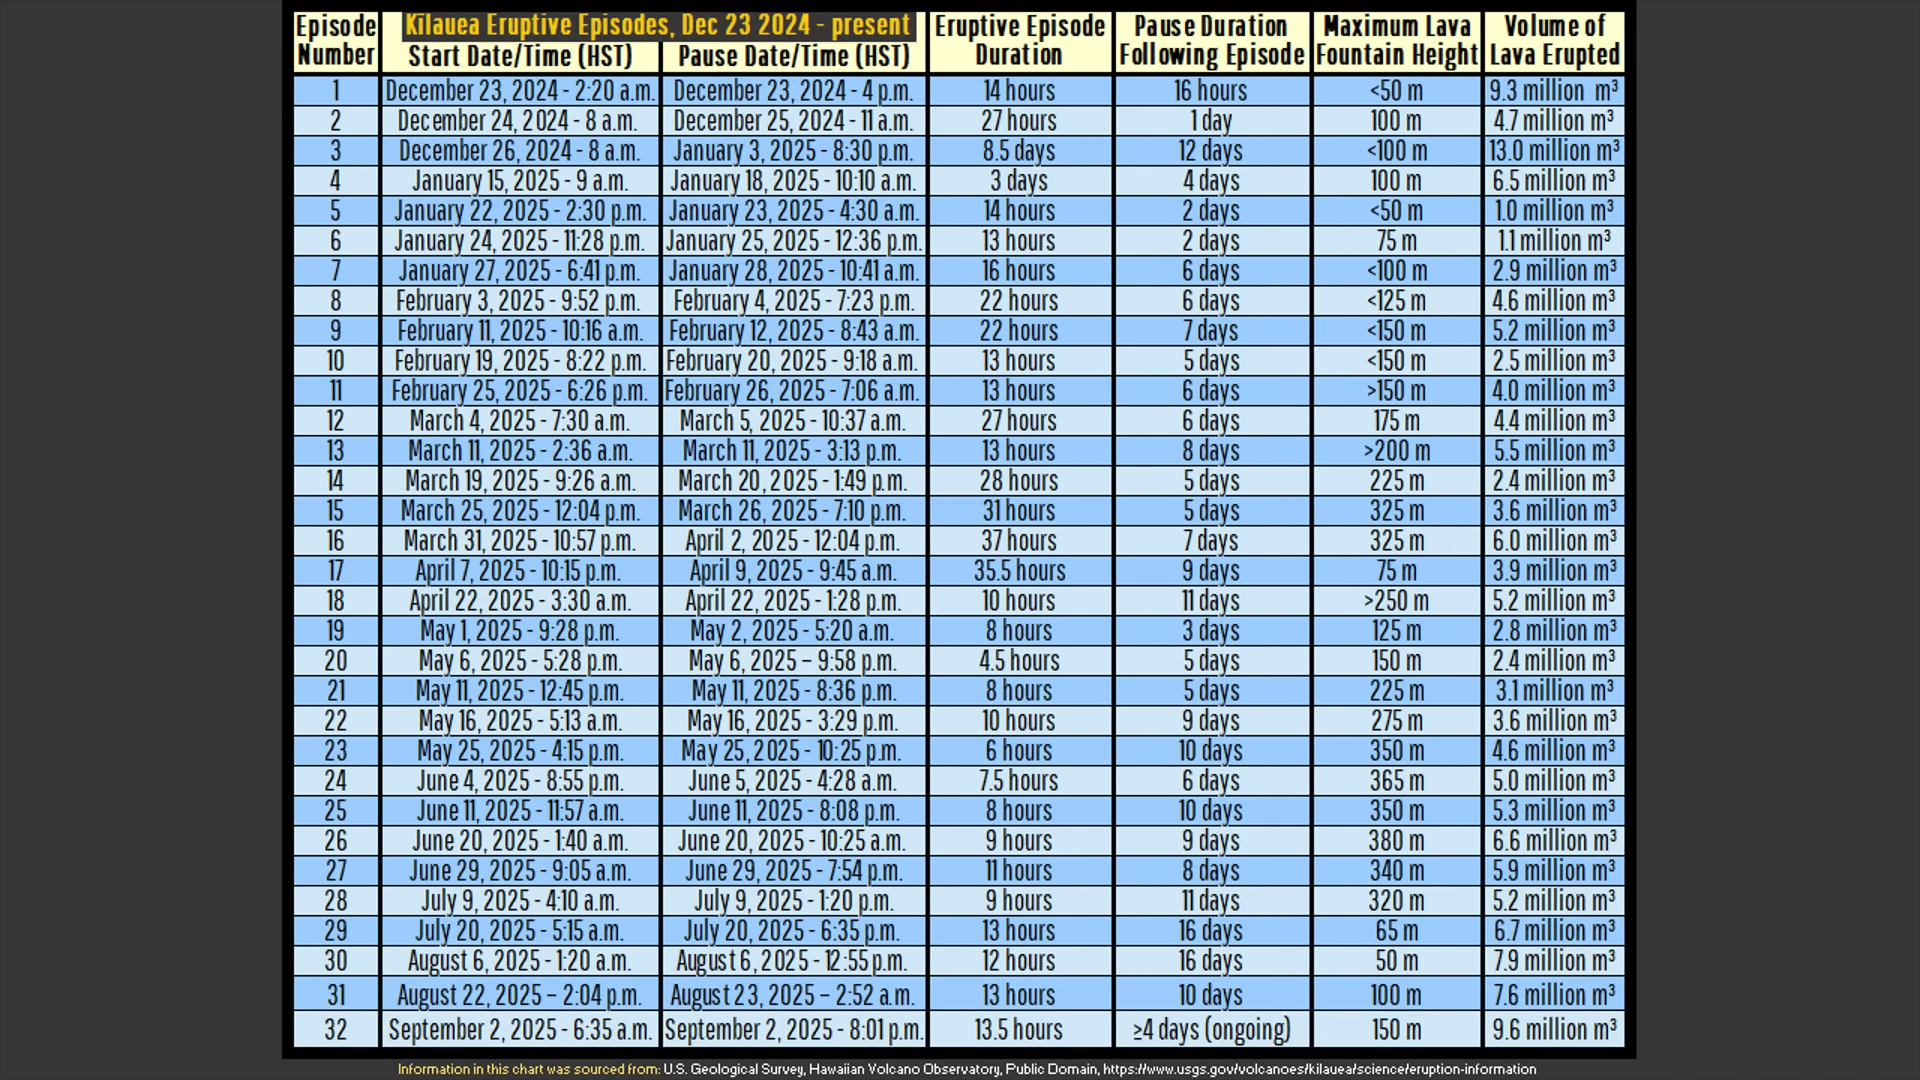 Episode Number | Kīlauea Eruptive Episodes, Dec 23 2024 - present | Eruptive Episode Duration | Pause Duration Following Episode | Maximum Lava Fountain Height | Volume of Lava Erupted
Start Date/Time (HST) | Pause Date/Time (HST)
1 | December 23, 2024 - 2:20 a.m. | December 23, 2024 - 4 p.m. | 14 hours | 16 hours | <50 m | 9.3 million m³
2 | December 24, 2024 - 8 a.m. | December 25, 2024 - 11 a.m. | 27 hours | 1 day | 100 m | 4.7 million m³
3 | December 26, 2024 - 8 a.m. | January 3, 2025 - 8:30 p.m. | 8.5 days | 12 days | <100 m | 13.0 million m³
4 | January 15, 2025 - 9 a.m. | January 18, 2025 - 10:10 a.m. | 3 days | 4 days | 100 m | 6.5 million m³
5 | January 22, 2025 - 2:30 p.m. | January 23, 2025 - 4:30 a.m. | 14 hours | 2 days | <50 m | 1.0 million m³
6 | January 24, 2025 - 11:28 p.m. | January 25, 2025 - 12:36 p.m. | 13 hours | 2 days | 75 m | 1.1 million m³
7 | January 27, 2025 - 6:41 p.m. | January 28, 2025 - 10:41 a.m. | 16 hours | 6 days | <100 m | 2.9 million m³
8 | February 3, 2025 - 9:52 p.m. | February 4, 2025 - 7:23 p.m. | 22 hours | 6 days | <125 m | 4.6 million m³
9 | February 11, 2025 - 10:16 a.m. | February 12, 2025 - 8:43 a.m. | 22 hours | 7 days | <150 m | 5.2 million m³
10 | February 19, 2025 - 8:22 p.m. | February 20, 2025 - 9:18 a.m. | 13 hours | 5 days | <150 m | 2.5 million m³
11 | February 25, 2025 - 6:26 p.m. | February 26, 2025 - 7:06 a.m. | 13 hours | 6 days | >150 m | 4.0 million m³
12 | March 4, 2025 - 7:30 a.m. | March 5, 2025 - 10:37 a.m. | 27 hours | 6 days | 175 m | 4.4 million m³
13 | March 11, 2025 - 2:36 a.m. | March 11, 2025 - 3:13 p.m. | 13 hours | 8 days | >200 m | 5.5 million m³
14 | March 19, 2025 - 9:26 a.m. | March 20, 2025 - 1:49 p.m. | 28 hours | 5 days | 225 m | 2.4 million m³
15 | March 25, 2025 - 12:04 p.m. | March 26, 2025 - 7:10 p.m. | 31 hours | 5 days | 325 m | 3.6 million m³
16 | March 31, 2025 - 10:57 p.m. | April 2, 2025 - 12:04 p.m. | 37 hours | 7 days | 325 m | 6.0 million m³
17 | April 7, 2025 - 10:15 p.m. | April 9, 2025 - 9:45 a.m. | 35.5 hours | 9 days | 75 m | 3.9 million m³
18 | April 22, 2025 - 3:30 a.m. | April 22, 2025 - 1:28 p.m. | 10 hours | 11 days | >250 m | 5.2 million m³
19 | May 1, 2025 - 9:28 p.m. | May 2, 2025 - 5:20 a.m. | 8 hours | 3 days | 125 m | 2.8 million m³
20 | May 6, 2025 - 5:28 p.m. | May 6, 2025 – 9:58 p.m. | 4.5 hours | 5 days | 150 m | 2.4 million m³
21 | May 11, 2025 - 12:45 p.m. | May 11, 2025 - 8:36 p.m. | 8 hours | 5 days | 225 m | 3.1 million m³
22 | May 16, 2025 - 5:13 a.m. | May 16, 2025 - 3:29 p.m. | 10 hours | 9 days | 275 m | 3.6 million m³
23 | May 25, 2025 - 4:15 p.m. | May 25, 2025 - 10:25 p.m. | 6 hours | 10 days | 350 m | 4.6 million m³
24 | June 4, 2025 - 8:55 p.m. | June 5, 2025 - 4:28 a.m. | 7.5 hours | 6 days | 365 m | 5.0 million m³
25 | June 11, 2025 - 11:57 a.m. | June 11, 2025 - 8:08 p.m. | 8 hours | 10 days | 350 m | 5.3 million m³
26 | June 20, 2025 - 1:40 a.m. | June 20, 2025 - 10:25 a.m. | 9 hours | 9 days | 380 m | 6.6 million m³
27 | June 29, 2025 - 9:05 a.m. | June 29, 2025 - 7:54 p.m. | 11 hours | 8 days | 340 m | 5.9 million m³
28 | July 9, 2025 - 4:10 a.m. | July 9, 2025 - 1:20 p.m. | 9 hours | 11 days | 320 m | 5.2 million m³
29 | July 20, 2025 - 5:15 a.m. | July 20, 2025 - 6:35 p.m. | 13 hours | 16 days | 65 m | 6.7 million m³
30 | August 6, 2025 - 1:20 a.m. | August 6, 2025 - 12:55 p.m. | 12 hours | 16 days | 50 m | 7.9 million m³
31 | August 22, 2025 – 2:04 p.m. | August 23, 2025 – 2:52 a.m. | 13 hours | 10 days | 100 m | 7.6 million m³
32 | September 2, 2025 - 6:35 a.m. | September 2, 2025 - 8:01 p.m. | 13.5 hours | ≥4 days (ongoing) | 150 m | 9.6 million m³
Information in this chart was sourced from: U.S. Geological Survey, Hawaiian Volcano Observatory, Public Domain, https://www.usgs.gov/volcanoes/kilauea/science/eruption-information